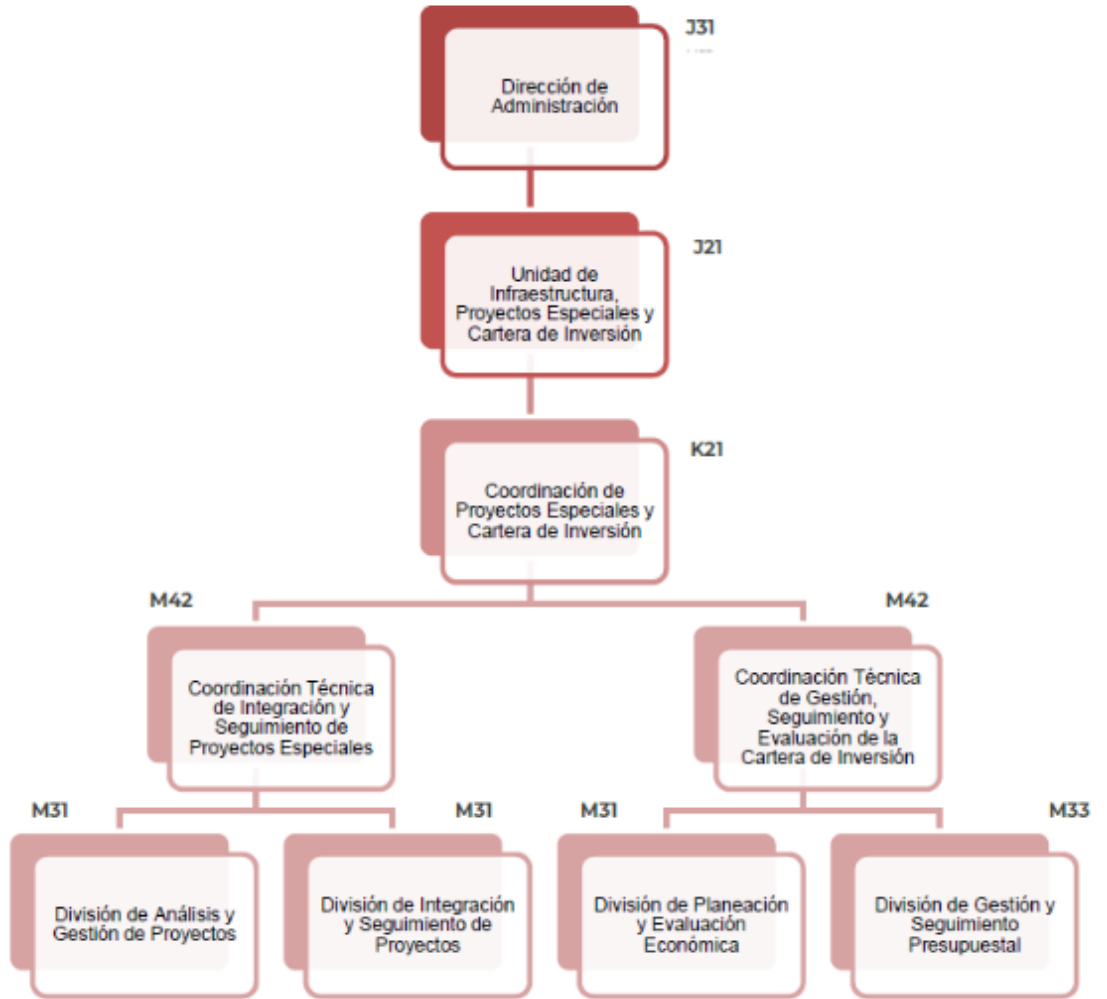 J31
Dirección de
Administración
J21
Unidad de
Infraestructura,
Proyectos Especiales y
Cartera de Inversión
K21
Coordinación de
Proyectos Especiales y
Cartera de Inversión
M42
Coordinación Técnica
de Integración y
Seguimiento de
Proyectos Especiales
M42
Coordinación Técnica
de Gestión,
Seguimiento y
Evaluación de la
Cartera de Inversión
M31
División de Análisis y
Gestión de Proyectos
M31
División de Integración
y Seguimiento de
Proyectos
M31
División de Planeación
y Evaluación
Económica
M33
División de Gestión y
Seguimiento
Presupuestal